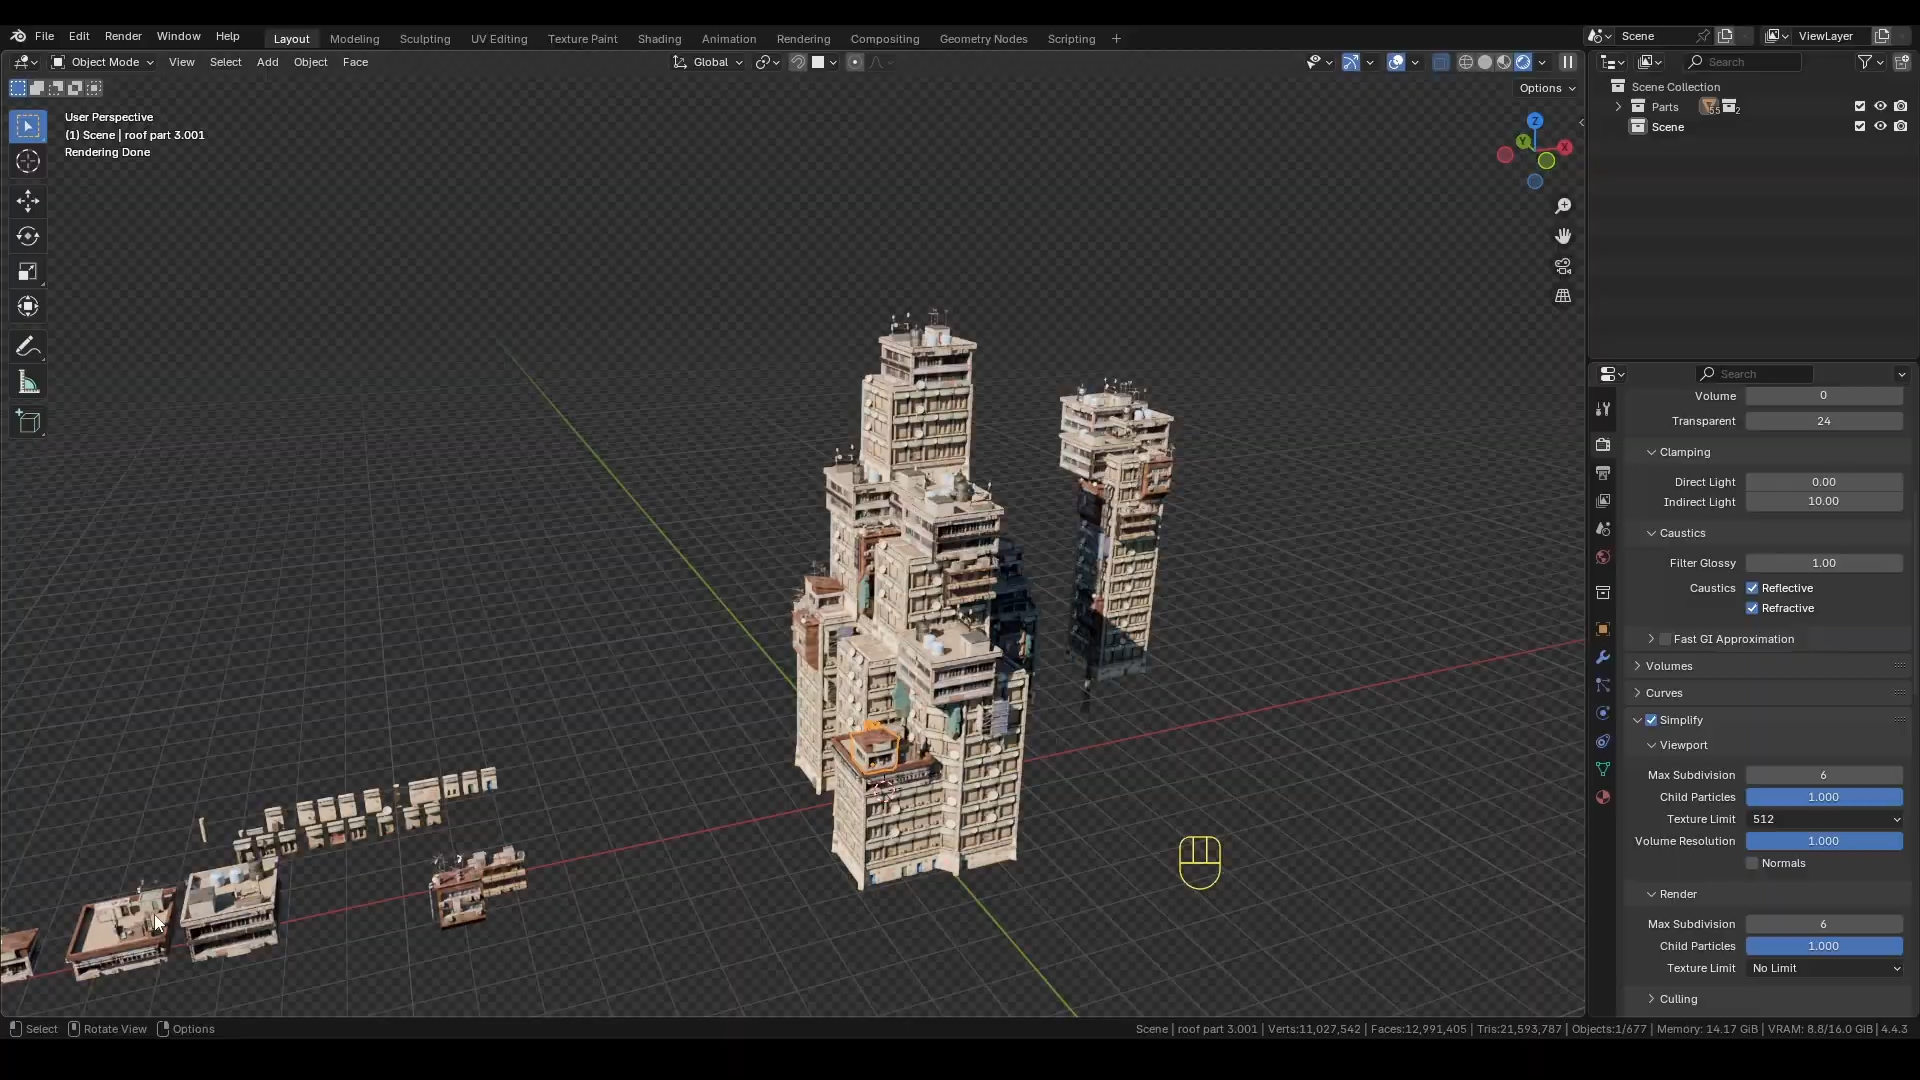 File Edit Render Window Help Layout Modeling Sculpting UV Editing Texture Paint Shading Animation Rendering Compositing Geometry Nodes Scripting + Scene ViewLayer
Object Mode View Select Add Object Face Global Search
Options
User Perspective
(1) Scene | roof part 3.001
Rendering Done
Z
Y
X
Scene Collection
Parts 55 2
Scene
Search
Volume 0
Transparent 24
Clamping
Direct Light 0.00
Indirect Light 10.00
Caustics
Filter Glossy 1.00
Caustics Reflective
Refractive
Fast GI Approximation
Volumes
Curves
Simplify
Viewport
Max Subdivision 6
Child Particles 1.000
Texture Limit 512
Volume Resolution 1.000
Normals
Render
Max Subdivision 6
Child Particles 1.000
Texture Limit No Limit
Culling
Select Rotate View Options Scene | roof part 3.001 | Verts:11,027,542 | Faces:12,991,405 | Tris:21,593,787 | Objects:1/677 | Memory: 14.17 GiB | VRAM: 8.8/16.0 GiB | 4.4.3